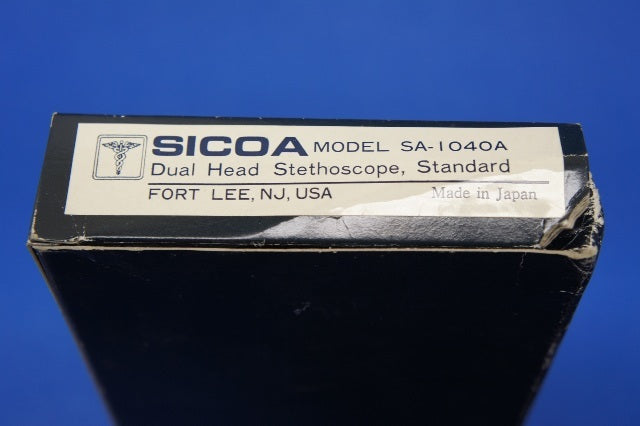 SICOA MODEL SA-1040A
Dual Head Stethoscope, Standard
FORT LEE, NJ, USA Made in Japan